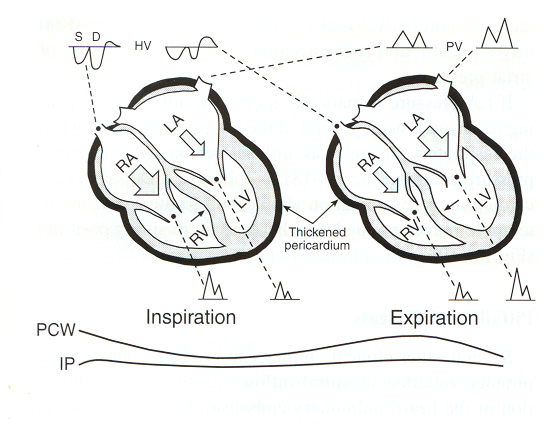 S D
HV
PV
LA
RA
LV
RV
LA
RA
LV
RV
Thickened
pericardium
Inspiration
Expiration
PCW
IP